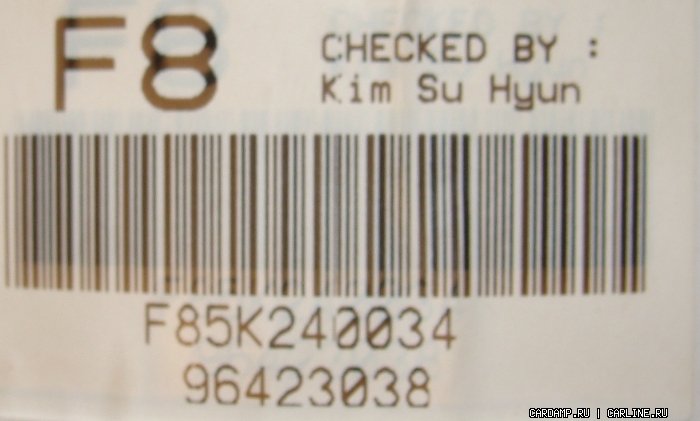 F8
CHECKED BY :
Kim Su Hyun
F85K240034
96423038
CARDAMP.RU | CARLINE.RU